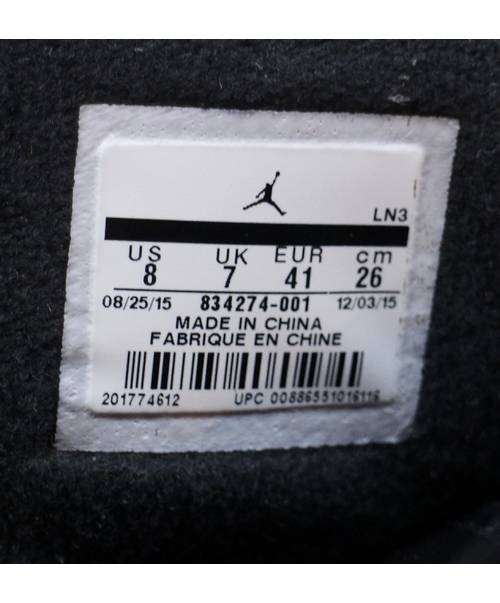 LN3
US UK EUR cm
8 7 41 26
08/25/15 834274-001 12/03/15
MADE IN CHINA
FABRIQUE EN CHINE
201774612 UPC 00886551016116